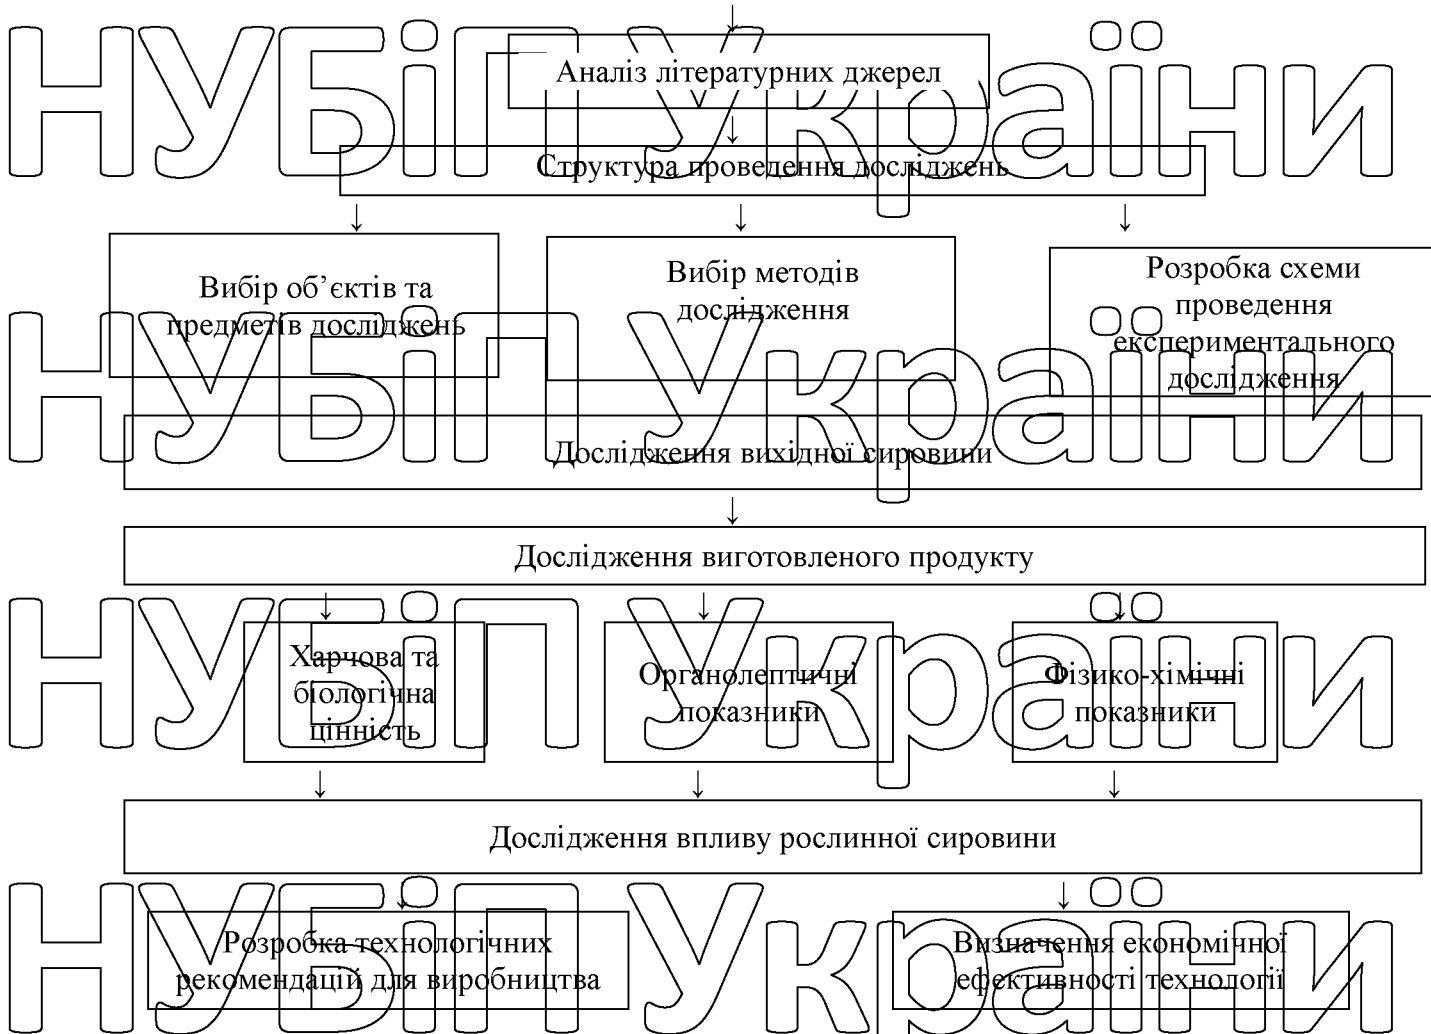 НУБіП України
Аналіз літературних джерел
Структура проведення досліджень
Вибір об’єктів та
предметів досліджень
Вибір методів
дослідження
Розробка схеми
проведення
експериментального
дослідження
НУБіП України
Дослідження вихідної сировини
Дослідження виготовленого продукту
НУБіП України
Харчова та
біологічна
цінність
Органолептичні
показники
Фізико-хімічні
показники
Дослідження впливу рослинної сировини
НУБіП України
Розробка технологічних
рекомендацій для виробництва
Визначення економічної
ефективності технології